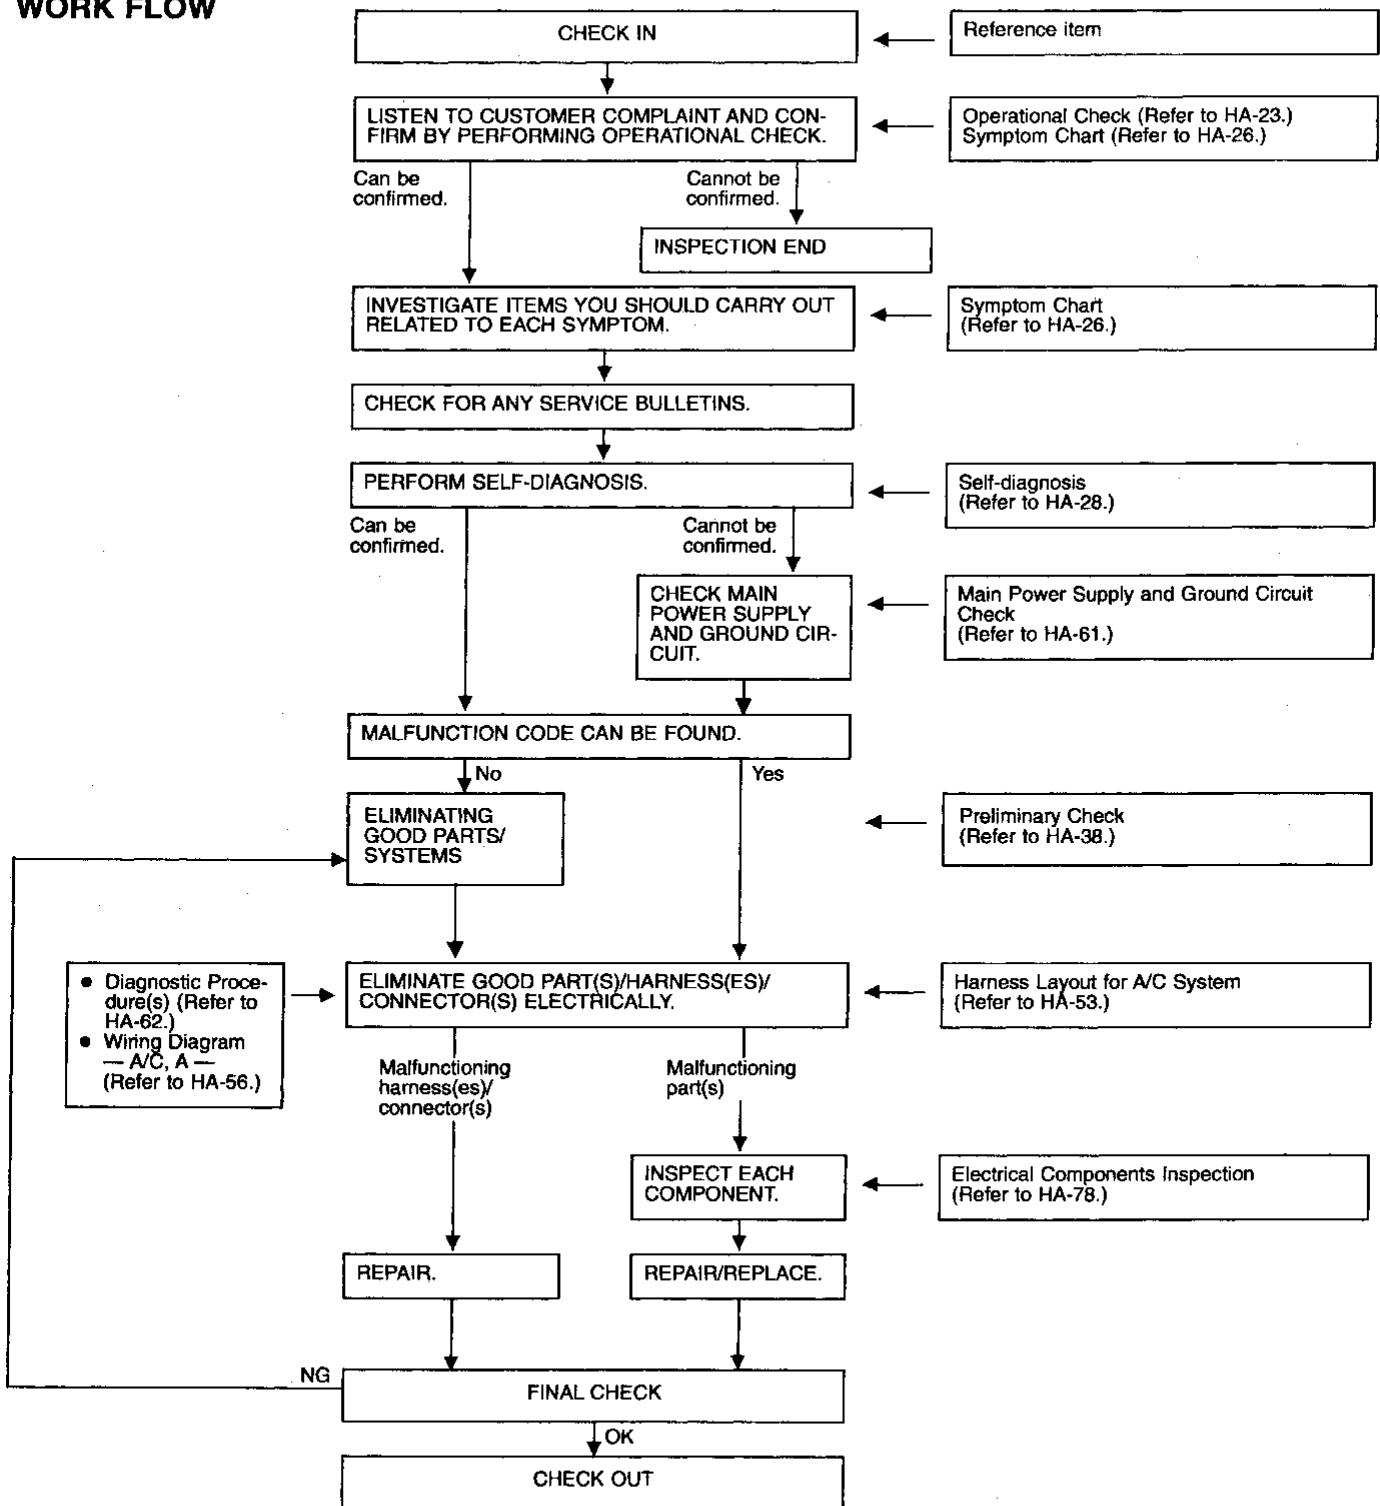 WORK FLOW
CHECK IN
Reference item
LISTEN TO CUSTOMER COMPLAINT AND CON-
FIRM BY PERFORMING OPERATIONAL CHECK.
Operational Check (Refer to HA-23.)
Symptom Chart (Refer to HA-26.)
Can be
confirmed.
Cannot be
confirmed.
INSPECTION END
INVESTIGATE ITEMS YOU SHOULD CARRY OUT
RELATED TO EACH SYMPTOM.
Symptom Chart
(Refer to HA-26.)
CHECK FOR ANY SERVICE BULLETINS.
PERFORM SELF-DIAGNOSIS.
Self-diagnosis
(Refer to HA-28.)
Can be
confirmed.
Cannot be
confirmed.
CHECK MAIN
POWER SUPPLY
AND GROUND CIR-
CUIT.
Main Power Supply and Ground Circuit
Check
(Refer to HA-61.)
MALFUNCTION CODE CAN BE FOUND.
No
Yes
ELIMINATING
GOOD PARTS/
SYSTEMS
Preliminary Check
(Refer to HA-38.)
● Diagnostic Proce-
dure(s) (Refer to
HA-62.)
● Wiring Diagram
— A/C, A —
(Refer to HA-56.)
ELIMINATE GOOD PART(S)/HARNESS(ES)/
CONNECTOR(S) ELECTRICALLY.
Harness Layout for A/C System
(Refer to HA-53.)
Malfunctioning
harness(es)/
connector(s)
Malfunctioning
part(s)
INSPECT EACH
COMPONENT.
Electrical Components Inspection
(Refer to HA-78.)
REPAIR.
REPAIR/REPLACE.
NG
FINAL CHECK
OK
CHECK OUT